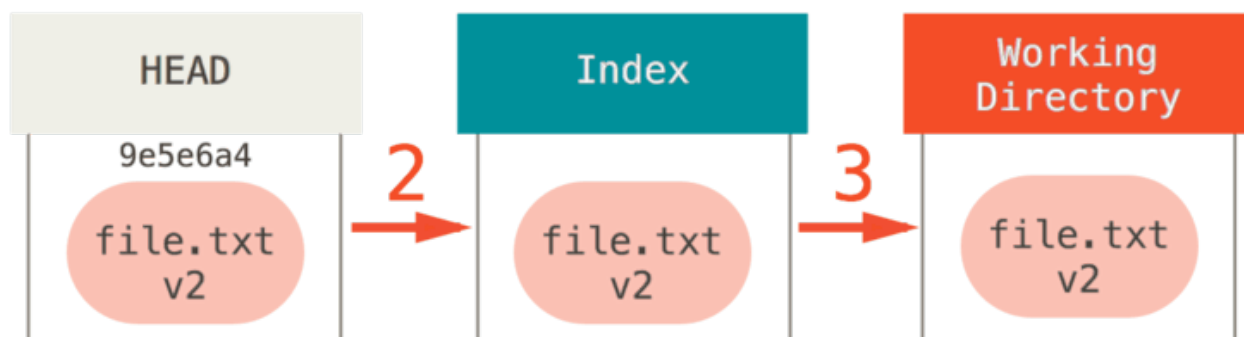 HEAD
Index
Working
Directory
9e5e6a4
2
3
file.txt
v2
file.txt
v2
file.txt
v2